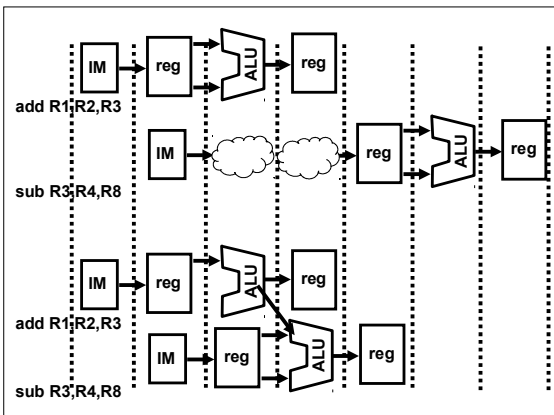 IM reg ALU reg
add R1,R2,R3
IM reg ALU reg
sub R3,R4,R8
IM reg ALU reg
add R1,R2,R3
IM reg ALU reg
sub R3,R4,R8